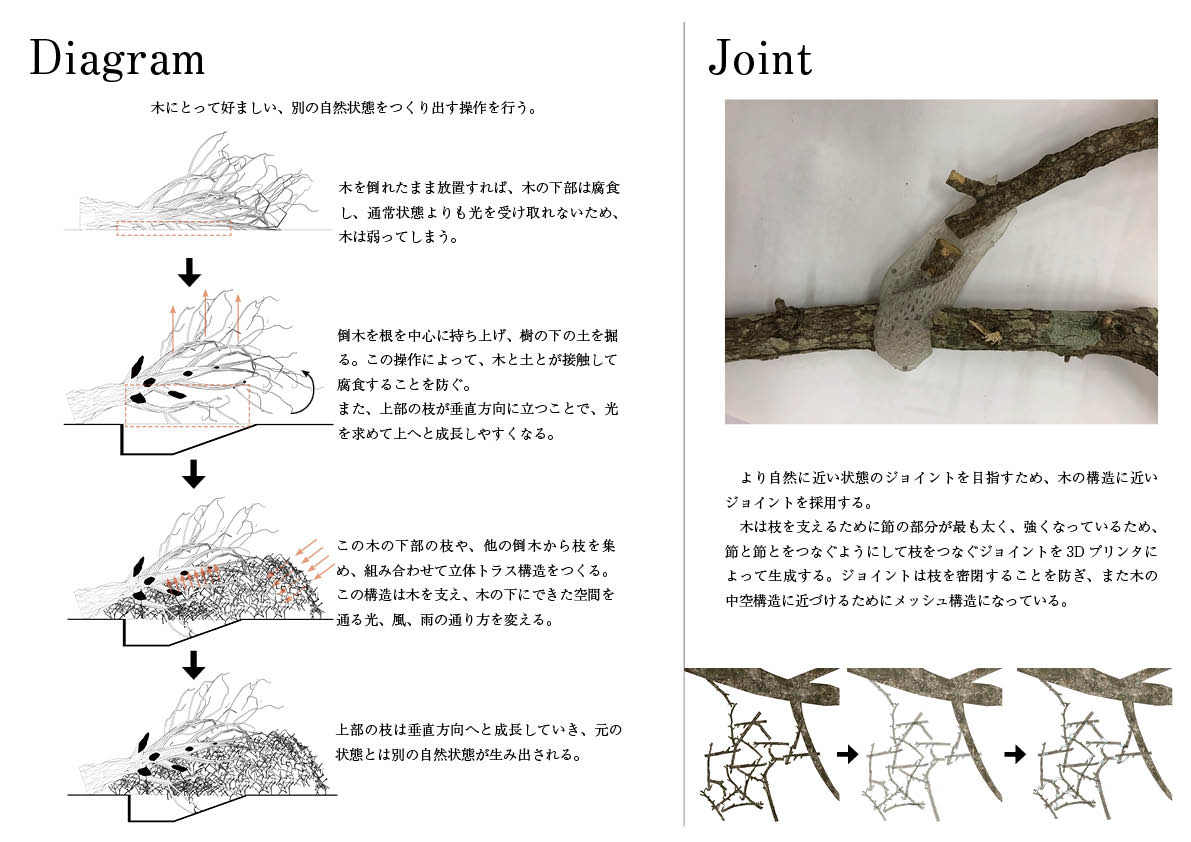 Diagram
木にとって好ましい、別の自然状態をつくり出す操作を行う。
木を倒れたまま放置すれば、木の下部は腐食
し、通常状態よりも光を受け取れないため、
木は弱ってしまう。
倒木を根を中心に持ち上げ、樹の下の土を掘
る。この操作によって、木と土とが接触して
腐食することを防ぐ。
また、上部の枝が垂直方向に立つことで、光
を求めて上へと成長しやすくなる。
この木の下部の枝や、他の倒木から枝を集
め、組み合わせて立体トラス構造をつくる。
この構造は木を支え、木の下にできた空間を
通る光、風、雨の通り方を変える。
上部の枝は垂直方向へと成長していき、元の
状態とは別の自然状態が生み出される。
Joint
より自然に近い状態のジョイントを目指すため、木の構造に近い
ジョイントを採用する。
木は枝を支えるために節の部分が最も太く、強くなっているため、
節と節とをつなぐようにして枝をつなぐジョイントを 3D プリンタに
よって生成する。ジョイントは枝を密閉することを防ぎ、また木の
中空構造に近づけるためにメッシュ構造になっている。